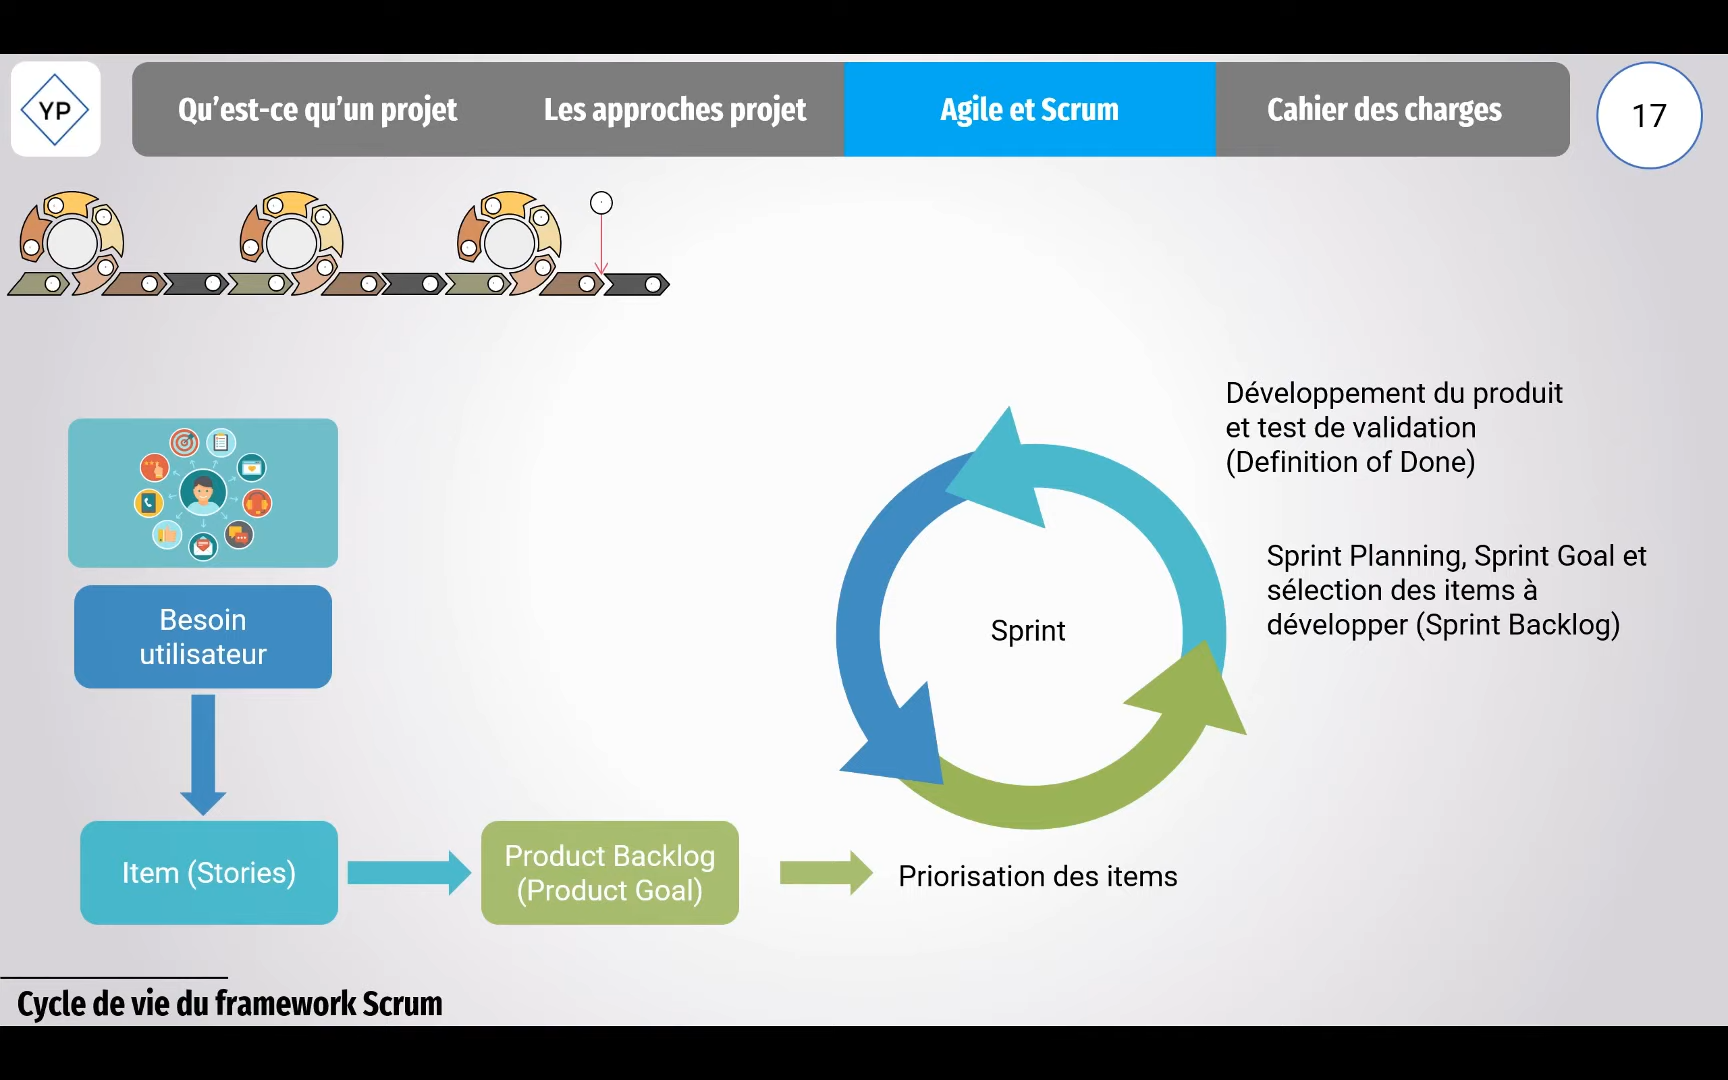 YP
Qu’est-ce qu’un projet
Les approches projet
Agile et Scrum
Cahier des charges
17
Développement du produit
et test de validation
(Definition of Done)
Sprint Planning, Sprint Goal et
sélection des items à
développer (Sprint Backlog)
Sprint
Besoin
utilisateur
Item (Stories)
Product Backlog
(Product Goal)
Priorisation des items
Cycle de vie du framework Scrum